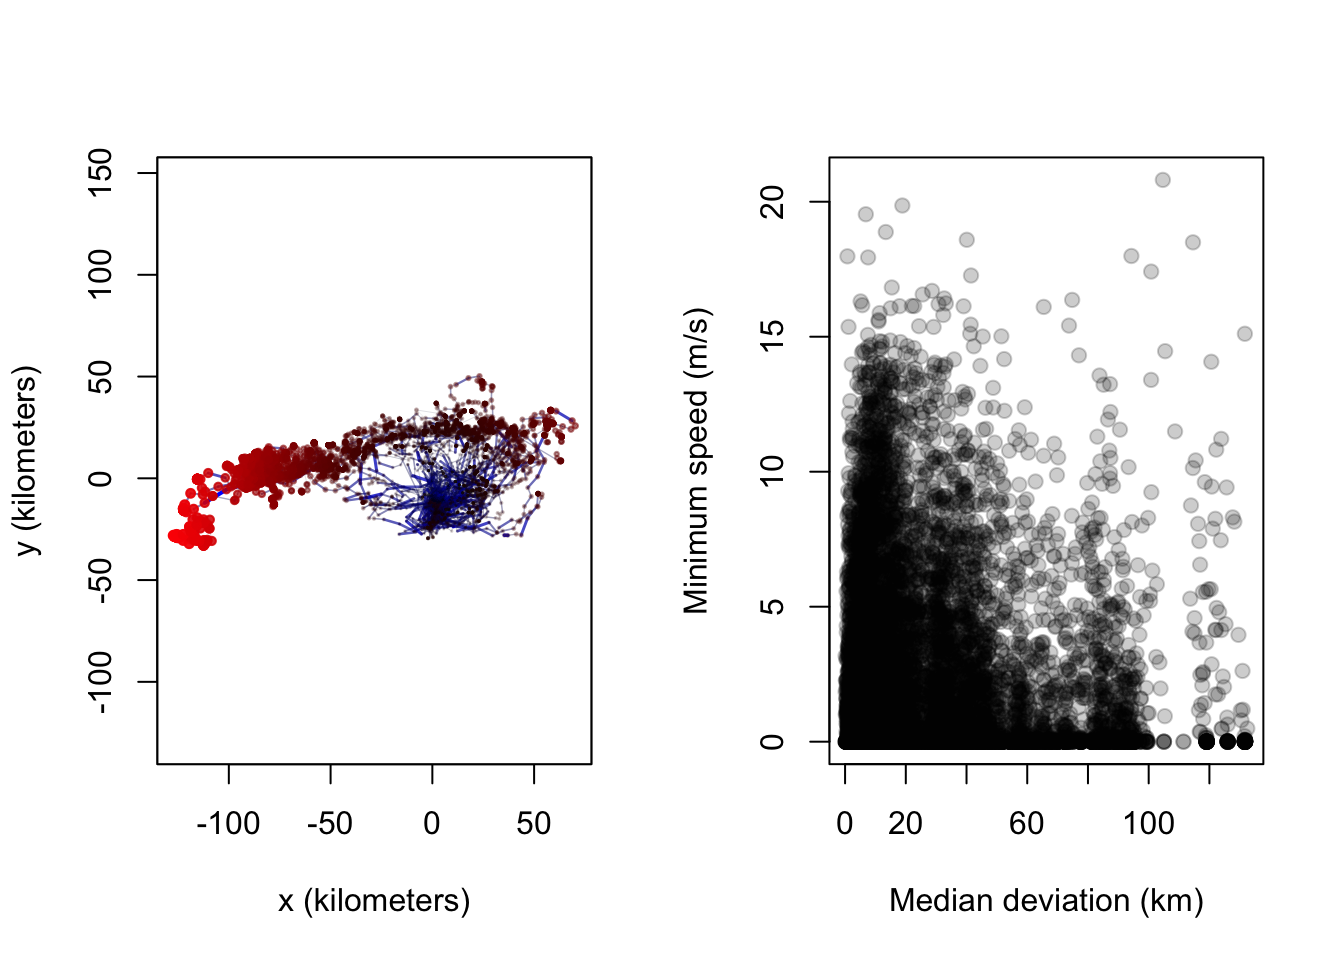 150
100
50
0
-50
-100
y (kilometers)
-100 -50 0 50
x (kilometers)
20
15
10
5
0
Minimum speed (m/s)
0 20 60 100
Median deviation (km)